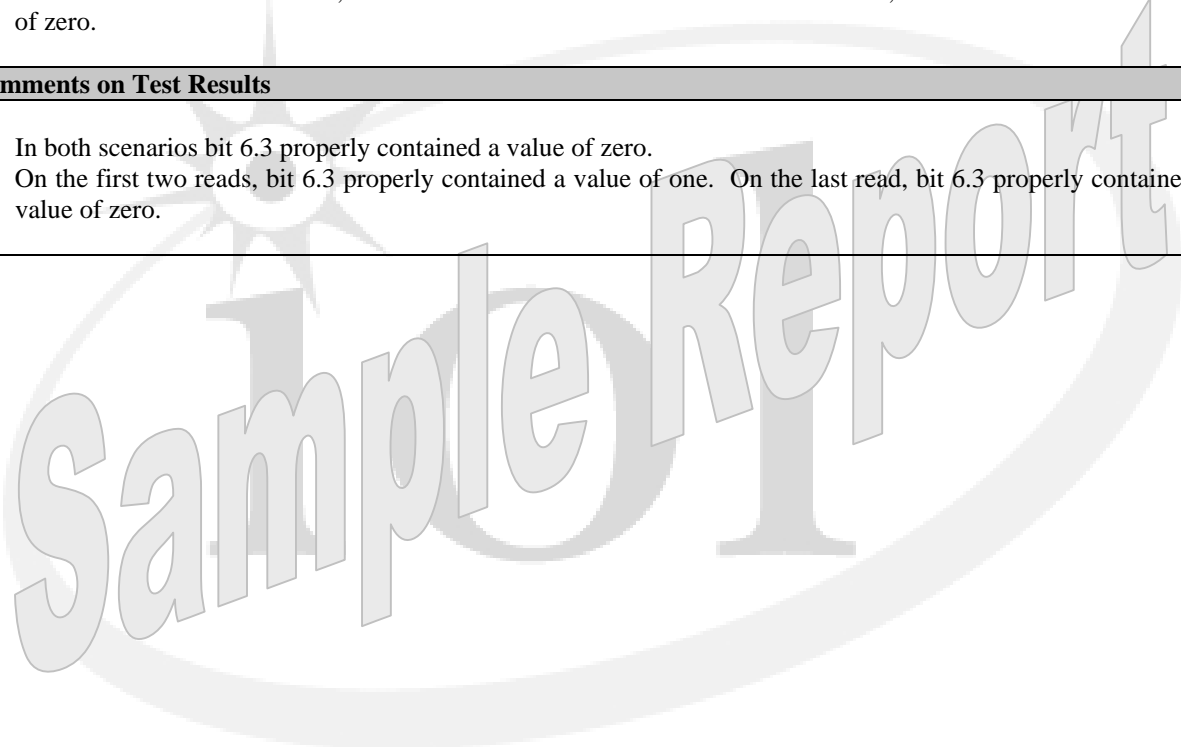 of zero.
mments on Test Results
In both scenarios bit 6.3 properly contained a value of zero.
On the first two reads, bit 6.3 properly contained a value of one. On the last read, bit 6.3 properly containe
value of zero.
Sample Report
iol